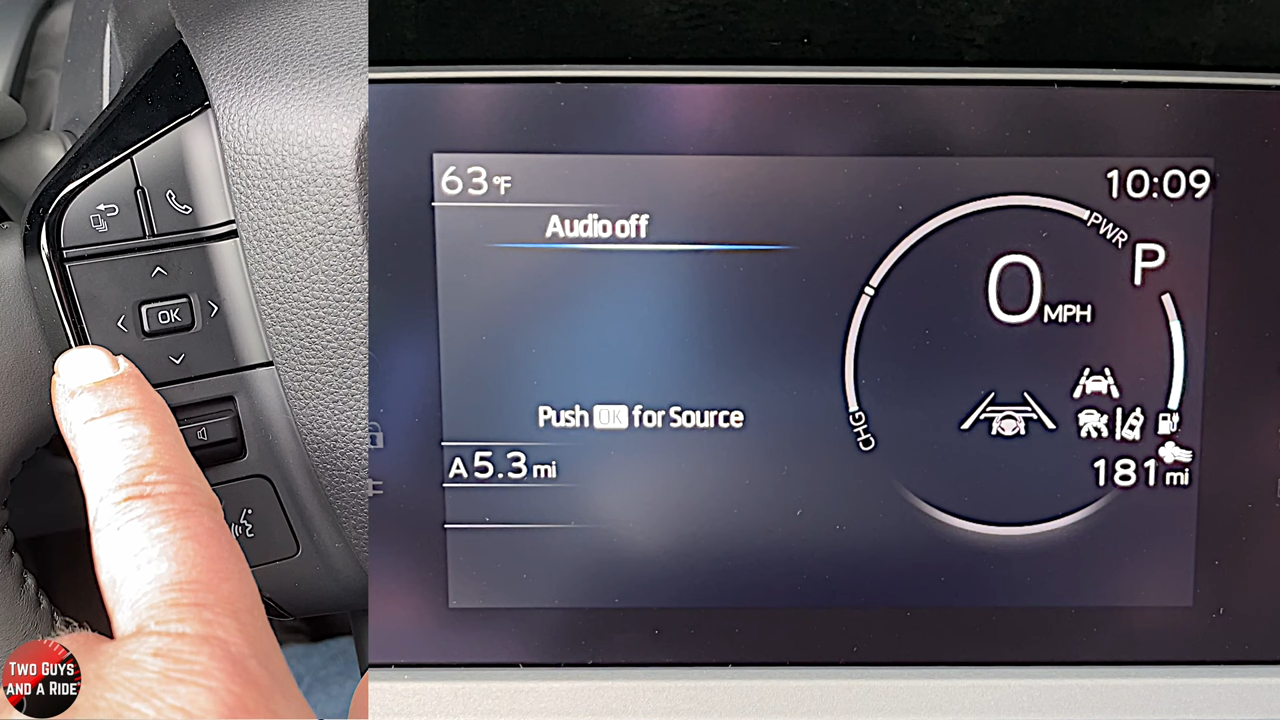 OK
TWO GUYS
AND A RIDE
63°F
10:09
Audio off
PWR
P
0 MPH
Push OK for Source
CHG
A 5.3 mi
181 mi